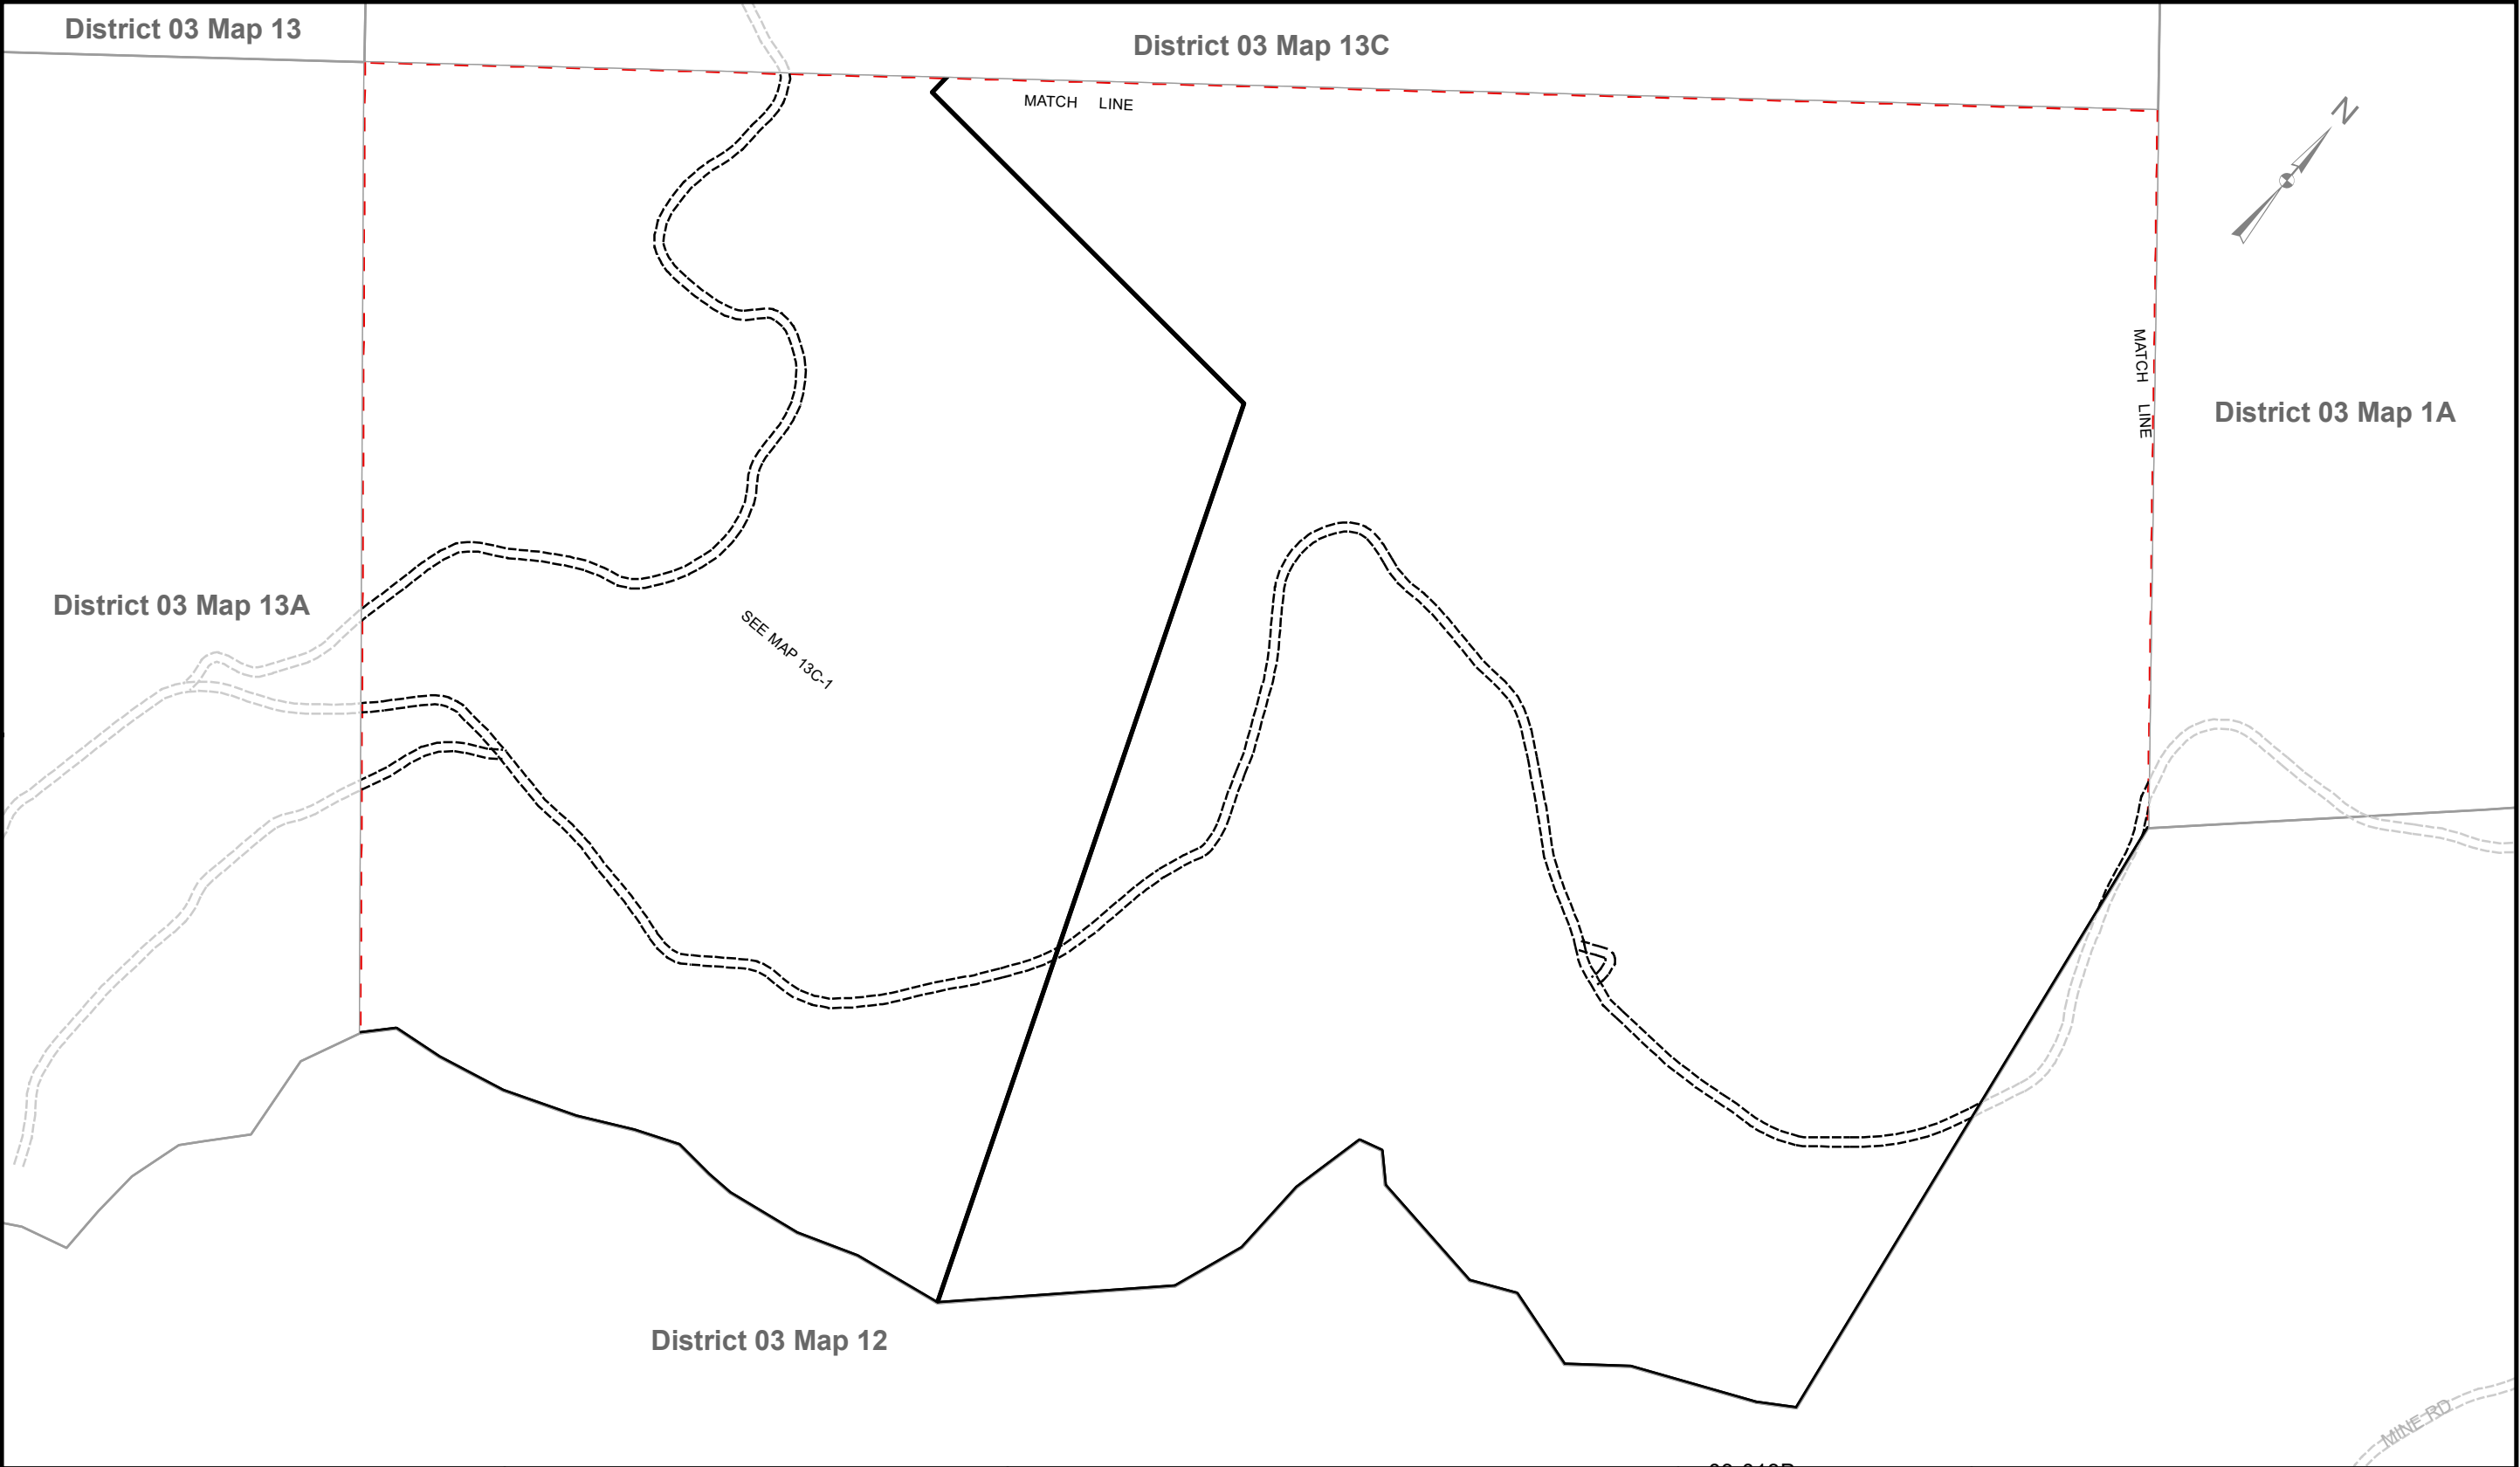 District 03 Map 13
District 03 Map 13C
MATCH LINE
N
MATCH LINE
District 03 Map 1A
District 03 Map 13A
SEE MAP 13C-1
District 03 Map 12
MINE RD